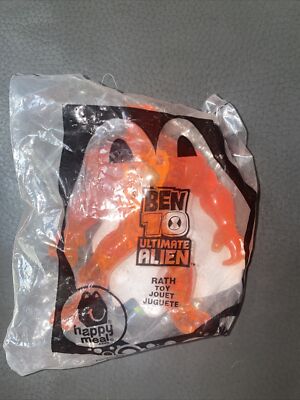 BEN
10
ULTIMATE
ALIEN
RATH
TOY
JOUET
JUGUETE
happy
meal